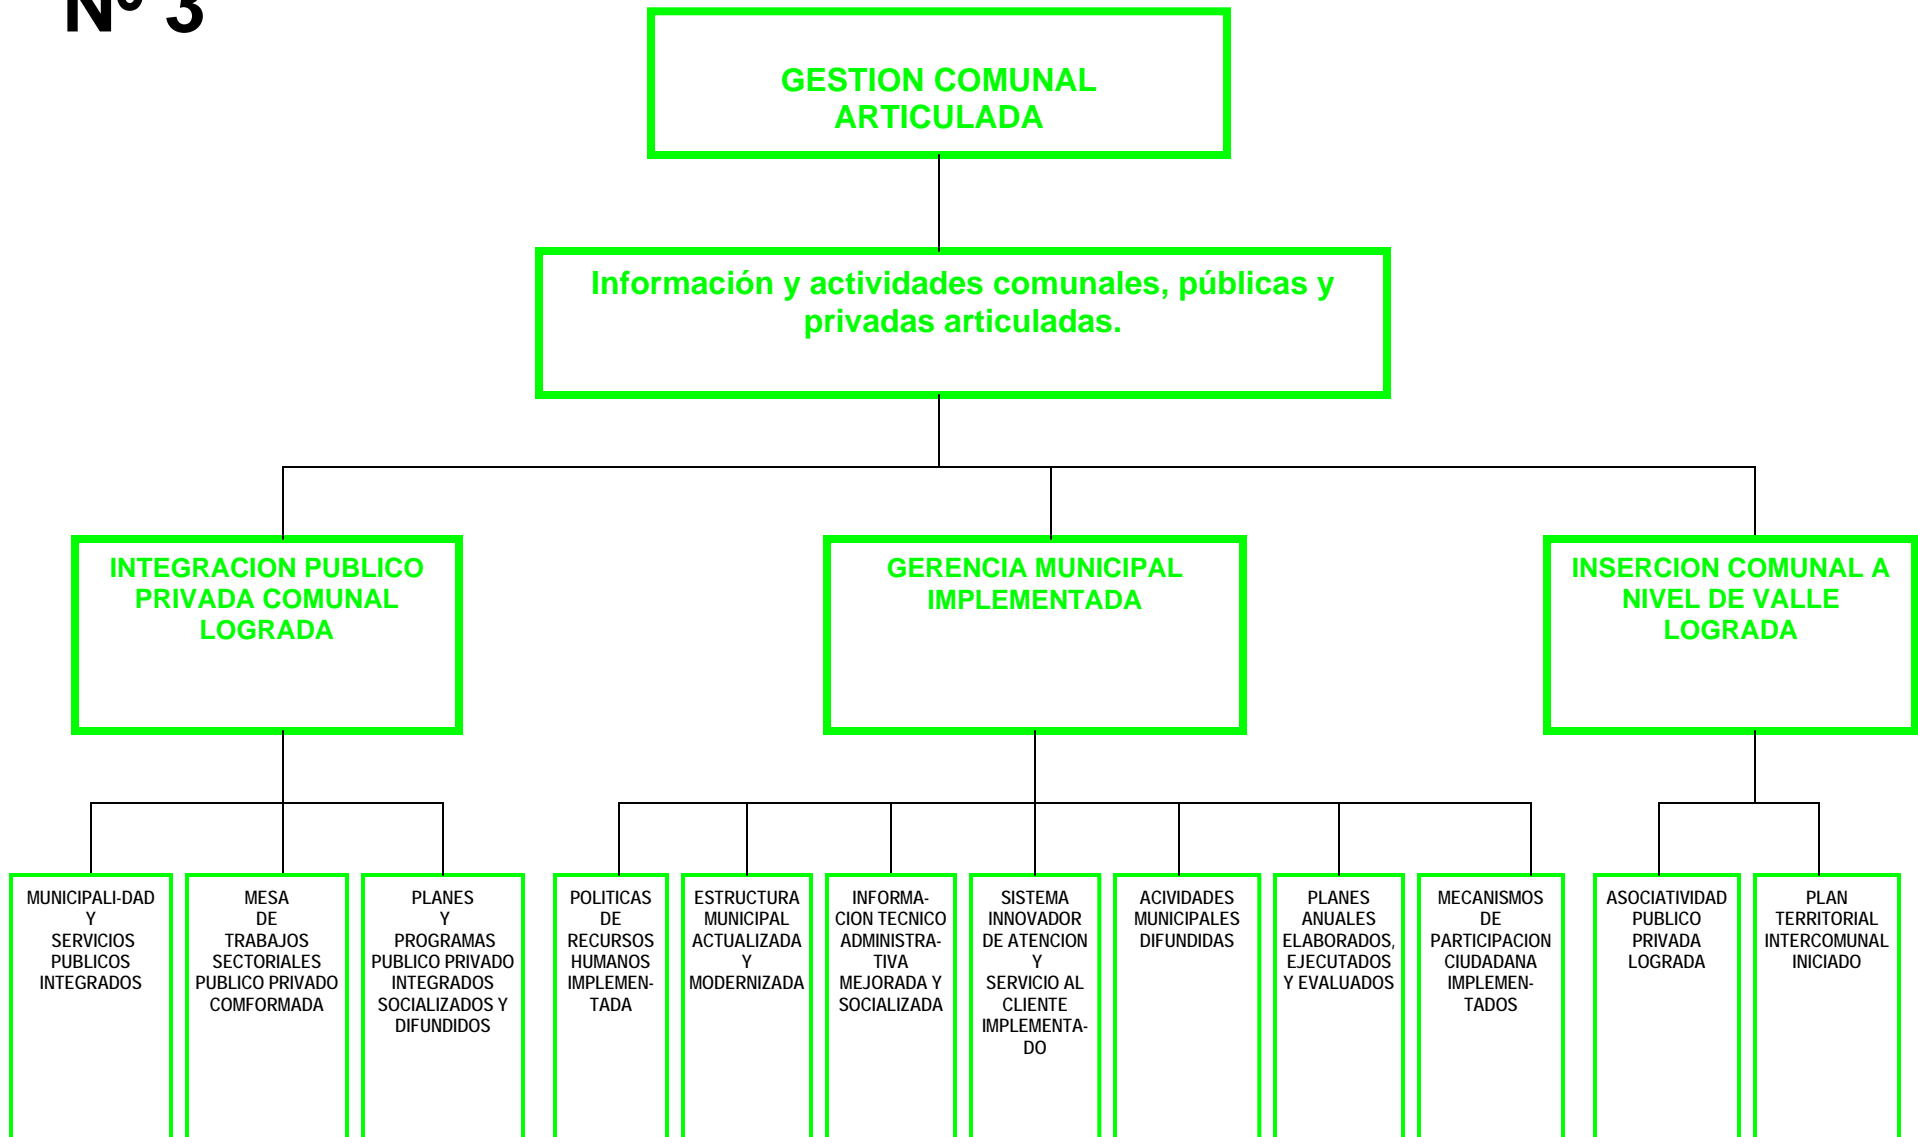 Nº 3
GESTION COMUNAL
ARTICULADA
Información y actividades comunales, públicas y
privadas articuladas.
INTEGRACION PUBLICO
PRIVADA COMUNAL
LOGRADA
GERENCIA MUNICIPAL
IMPLEMENTADA
INSERCION COMUNAL A
NIVEL DE VALLE
LOGRADA
MUNICIPALI-DAD
Y
SERVICIOS
PUBLICOS
INTEGRADOS
MESA
DE
TRABAJOS
SECTORIALES
PUBLICO PRIVADO
COMFORMADA
PLANES
Y
PROGRAMAS
PUBLICO PRIVADO
INTEGRADOS
SOCIALIZADOS Y
DIFUNDIDOS
POLITICAS
DE
RECURSOS
HUMANOS
IMPLEMEN-
TADA
ESTRUCTURA
MUNICIPAL
ACTUALIZADA
Y
MODERNIZADA
INFORMA-
CION TECNICO
ADMINISTRA-
TIVA
MEJORADA Y
SOCIALIZADA
SISTEMA
INNOVADOR
DE ATENCION
Y
SERVICIO AL
CLIENTE
IMPLEMENTA-
DO
ACIVIDADES
MUNICIPALES
DIFUNDIDAS
PLANES
ANUALES
ELABORADOS,
EJECUTADOS
Y EVALUADOS
MECANISMOS
DE
PARTICIPACION
CIUDADANA
IMPLEMEN-
TADOS
ASOCIATIVIDAD
PUBLICO
PRIVADA
LOGRADA
PLAN
TERRITORIAL
INTERCOMUNAL
INICIADO